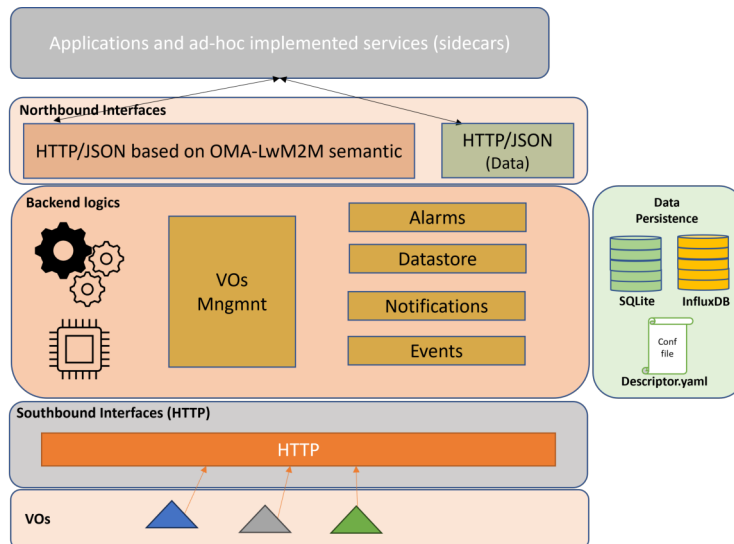 Applications and ad-hoc implemented services (sidecars)
Northbound Interfaces
HTTP/JSON based on OMA-LwM2M semantic
HTTP/JSON
(Data)
Backend logics
VOs
Mngmnt
Alarms
Datastore
Notifications
Events
Data
Persistence
SQLite
InfluxDB
Conf
file
Descriptor.yaml
Southbound Interfaces (HTTP)
HTTP
VOs